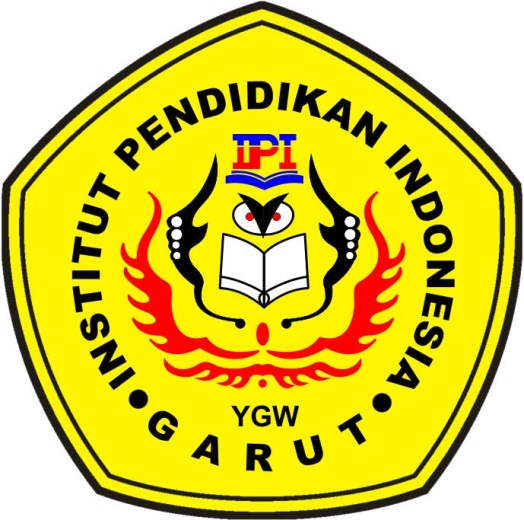 INSTITUT PENDIDIKAN INDONESIA
IPI
YGW
GARUT